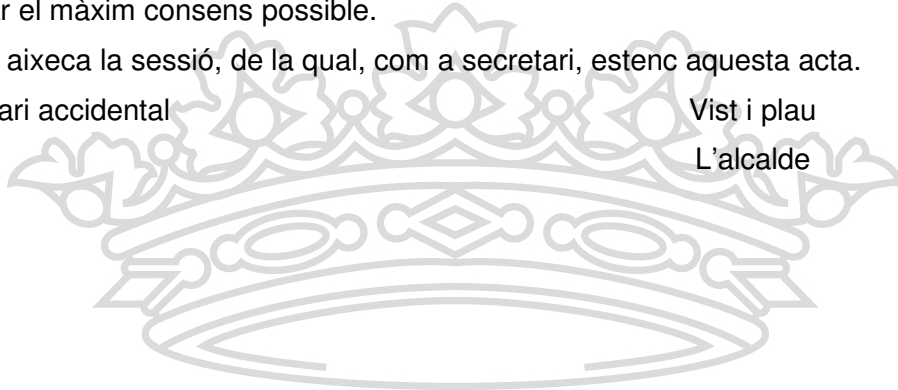 r el màxim consens possible.
aixeca la sessió, de la qual, com a secretari, estenc aquesta acta.
ari accidental Vist i plau
L’alcalde